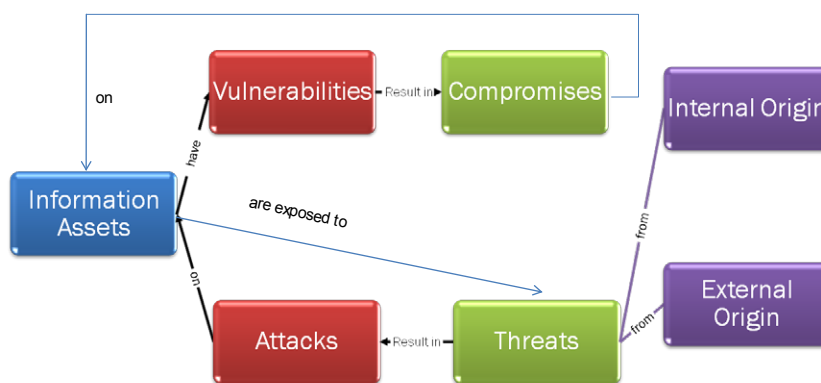 on
Vulnerabilities
Result in
Compromises
Internal Origin
have
Information
Assets
are exposed to
from
on
Attacks
Result in
Threats
from
External
Origin